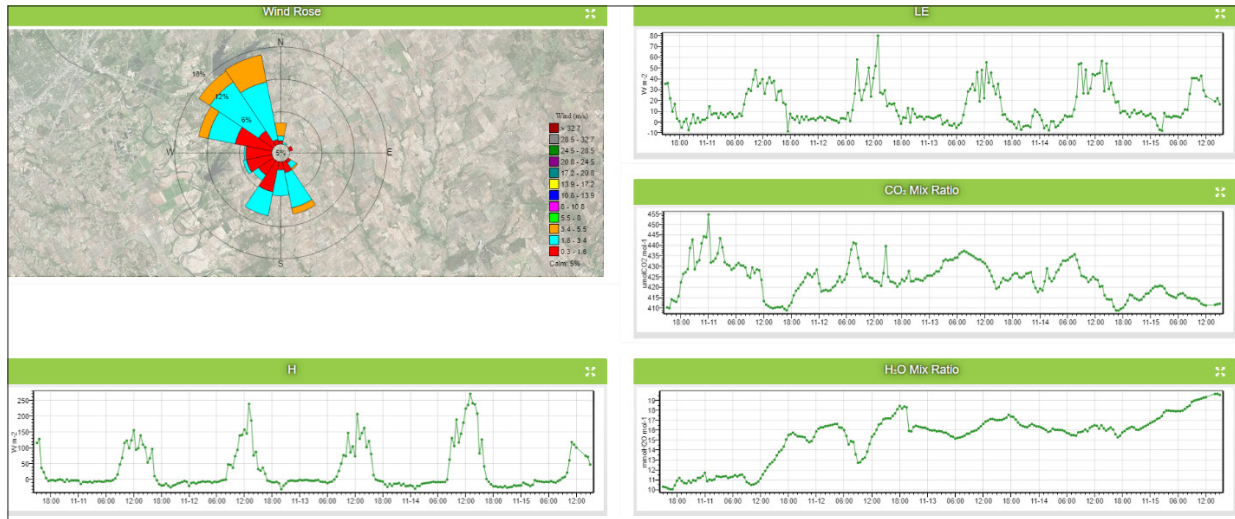 Wind Rose
N
18%
12%
6%
5%
W
E
S
Wind (m/s)
> 32.7
28.5 - 32.7
24.5 - 28.5
20.8 - 24.5
17.2 - 20.8
13.9 - 17.2
10.8 - 13.9
8 - 10.8
5.5 - 8
3.4 - 5.5
1.6 - 3.4
0.3 - 1.6
Calm: 5%
LE
W m-2
80
70
60
50
40
30
20
10
0
-10
18:00 11-11 06:00 12:00 18:00 11-12 06:00 12:00 18:00 11-13 06:00 12:00 18:00 11-14 06:00 12:00 18:00 11-15 06:00 12:00
CO₂ Mix Ratio
µmolCO2 mol-1
455
450
445
440
435
430
425
420
415
410
18:00 11-11 06:00 12:00 18:00 11-12 06:00 12:00 18:00 11-13 06:00 12:00 18:00 11-14 06:00 12:00 18:00 11-15 06:00 12:00
H
W m-2
250
200
150
100
50
0
18:00 11-11 06:00 12:00 18:00 11-12 06:00 12:00 18:00 11-13 06:00 12:00 18:00 11-14 06:00 12:00 18:00 11-15 06:00 12:00
H₂O Mix Ratio
mmolH2O mol-1
19
18
17
16
15
14
13
12
11
10
18:00 11-11 06:00 12:00 18:00 11-12 06:00 12:00 18:00 11-13 06:00 12:00 18:00 11-14 06:00 12:00 18:00 11-15 06:00 12:00